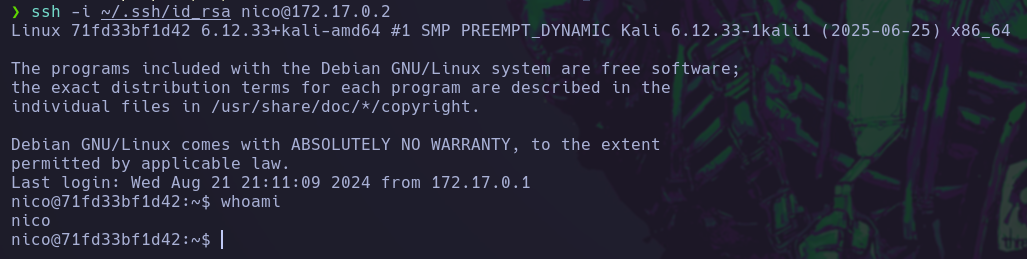 ❯ ssh -i ~/.ssh/id_rsa nico@172.17.0.2
Linux 71fd33bf1d42 6.12.33+kali-amd64 #1 SMP PREEMPT_DYNAMIC Kali 6.12.33-1kali1 (2025-06-25) x86_64

The programs included with the Debian GNU/Linux system are free software;
the exact distribution terms for each program are described in the
individual files in /usr/share/doc/*/copyright.

Debian GNU/Linux comes with ABSOLUTELY NO WARRANTY, to the extent
permitted by applicable law.
Last login: Wed Aug 21 21:11:09 2024 from 172.17.0.1
nico@71fd33bf1d42:~$ whoami
nico
nico@71fd33bf1d42:~$